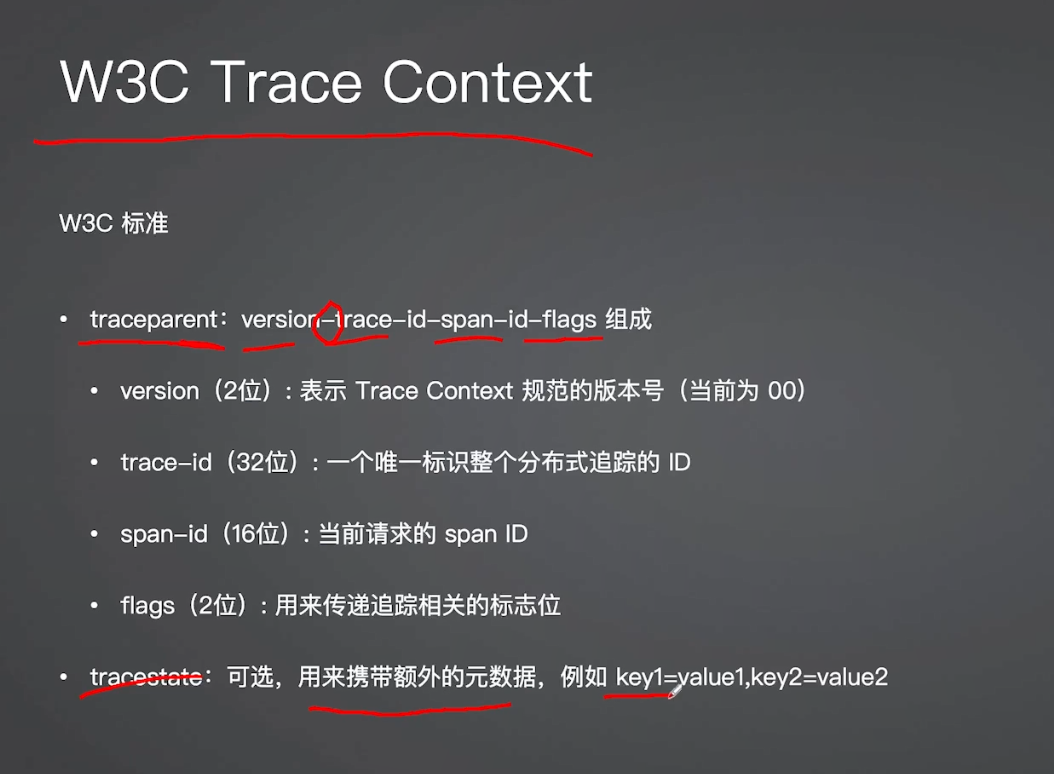 W3C Trace Context
W3C 标准
• traceparent：version-trace-id-span-id-flags 组成
• version（2位）: 表示 Trace Context 规范的版本号（当前为 00）
• trace-id（32位）: 一个唯一标识整个分布式追踪的 ID
• span-id（16位）: 当前请求的 span ID
• flags（2位）: 用来传递追踪相关的标志位
• tracestate：可选，用来携带额外的元数据，例如 key1=value1,key2=value2